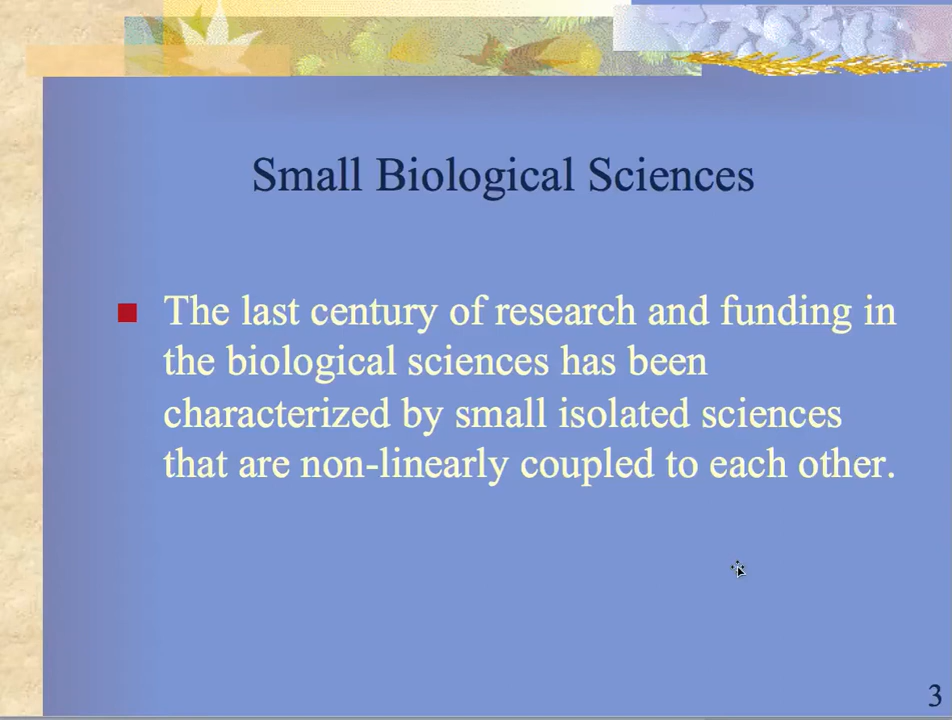 Small Biological Sciences
The last century of research and funding in
the biological sciences has been
characterized by small isolated sciences
that are non-linearly coupled to each other.
3